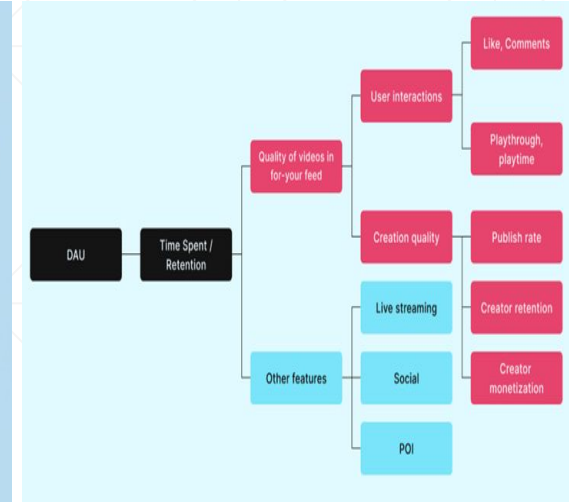 Like, Comments
User interactions
Playthrough,
playtime
Quality of videos in
for-your feed
DAU
Time Spent /
Retention
Creation quality
Publish rate
Live streaming
Creator retention
Other features
Social
Creator
monetization
POI